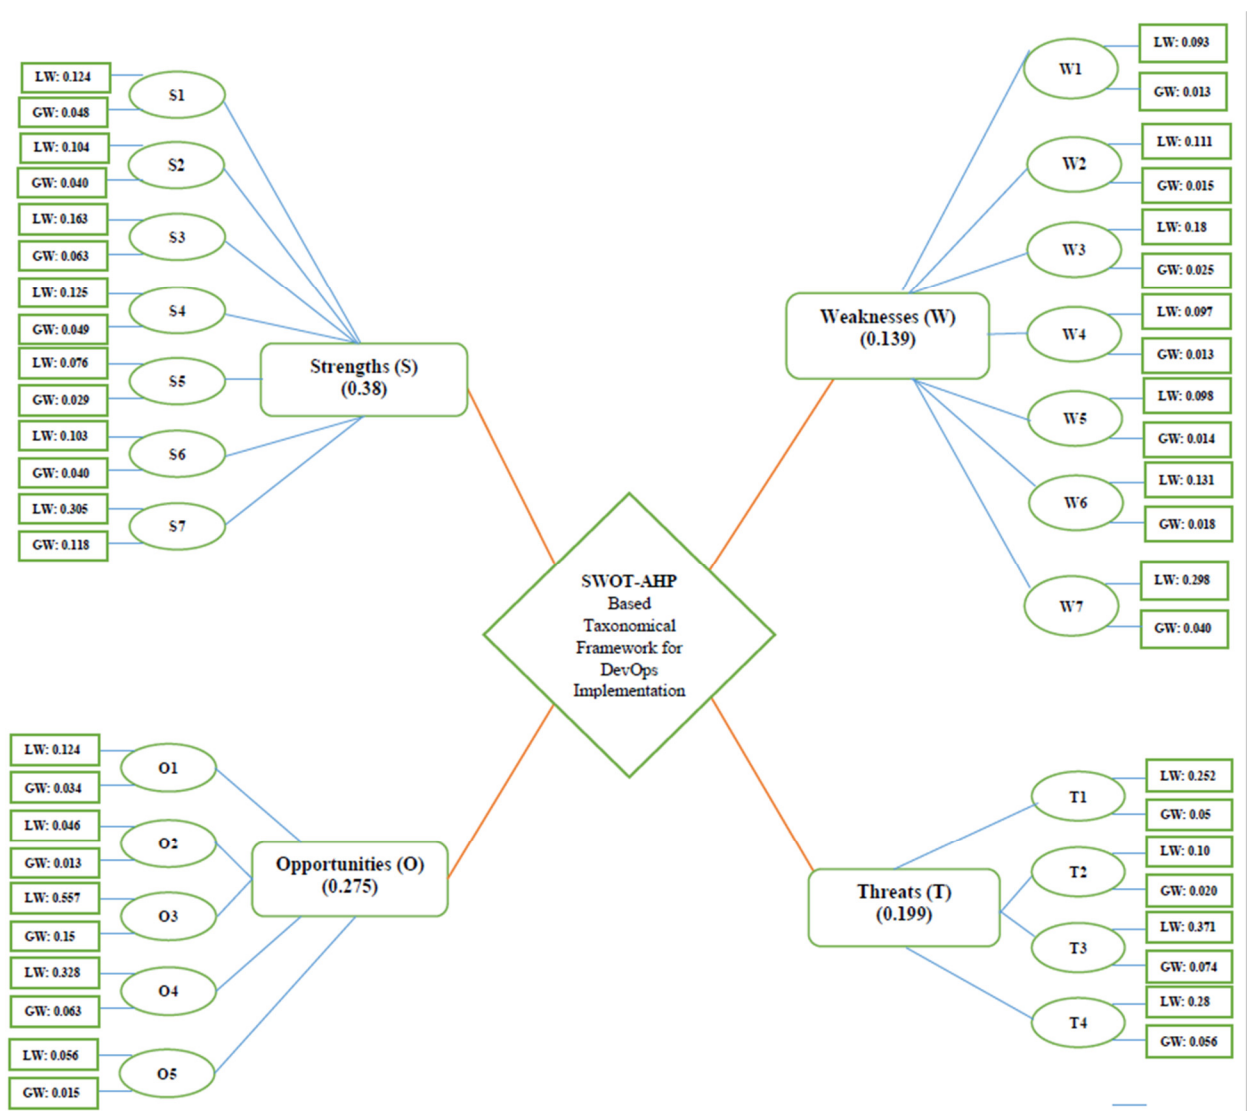 LW: 0.124
S1
GW: 0.048
LW: 0.104
S2
GW: 0.040
LW: 0.163
S3
GW: 0.063
LW: 0.125
S4
GW: 0.049
LW: 0.076
S5
GW: 0.029
LW: 0.103
S6
GW: 0.040
LW: 0.305
S7
GW: 0.118
Strengths (S)
(0.38)
LW: 0.093
W1
GW: 0.013
LW: 0.111
W2
GW: 0.015
LW: 0.18
W3
GW: 0.025
LW: 0.097
W4
GW: 0.013
LW: 0.098
W5
GW: 0.014
LW: 0.131
W6
GW: 0.018
LW: 0.298
W7
GW: 0.040
Weaknesses (W)
(0.139)
SWOT-AHP
Based
Taxonomical
Framework for
DevOps
Implementation
LW: 0.124
O1
GW: 0.034
LW: 0.046
O2
GW: 0.013
LW: 0.557
O3
GW: 0.15
LW: 0.328
O4
GW: 0.063
LW: 0.056
O5
GW: 0.015
Opportunities (O)
(0.275)
LW: 0.252
T1
GW: 0.05
LW: 0.10
T2
GW: 0.020
LW: 0.371
T3
GW: 0.074
LW: 0.28
T4
GW: 0.056
Threats (T)
(0.199)